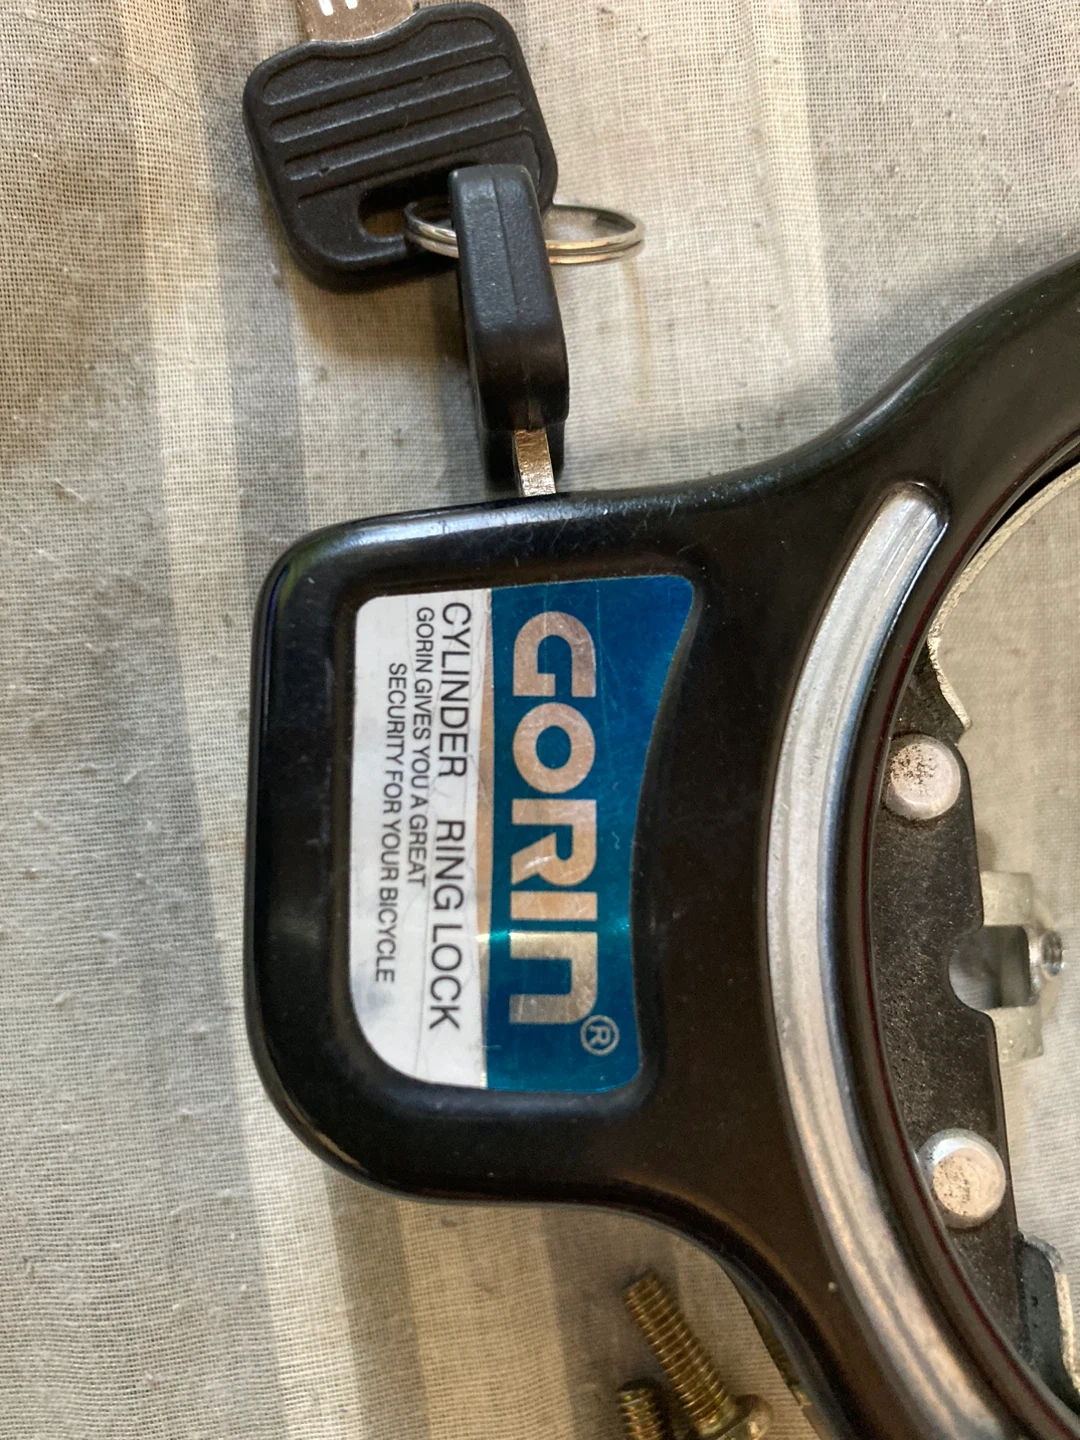 GORIN®
CYLINDER RING LOCK
GORIN GIVES YOU A GREAT
SECURITY FOR YOUR BICYCLE